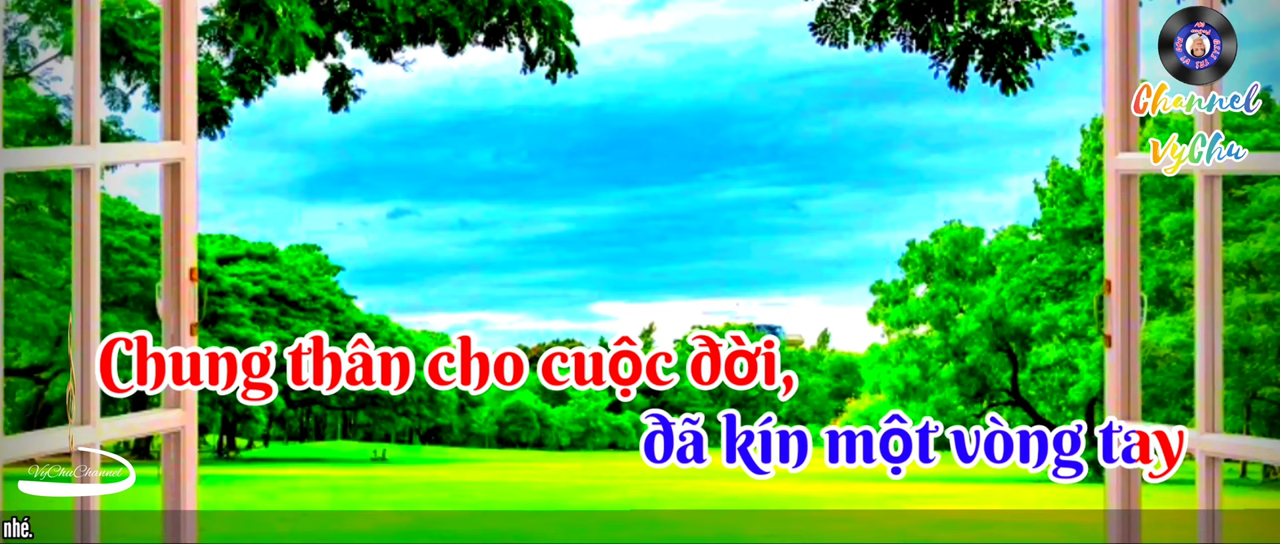 Channel
VyChu
Chung thân cho cuộc đời,
đã kín một vòng tay
VyChuChannel
nhé.